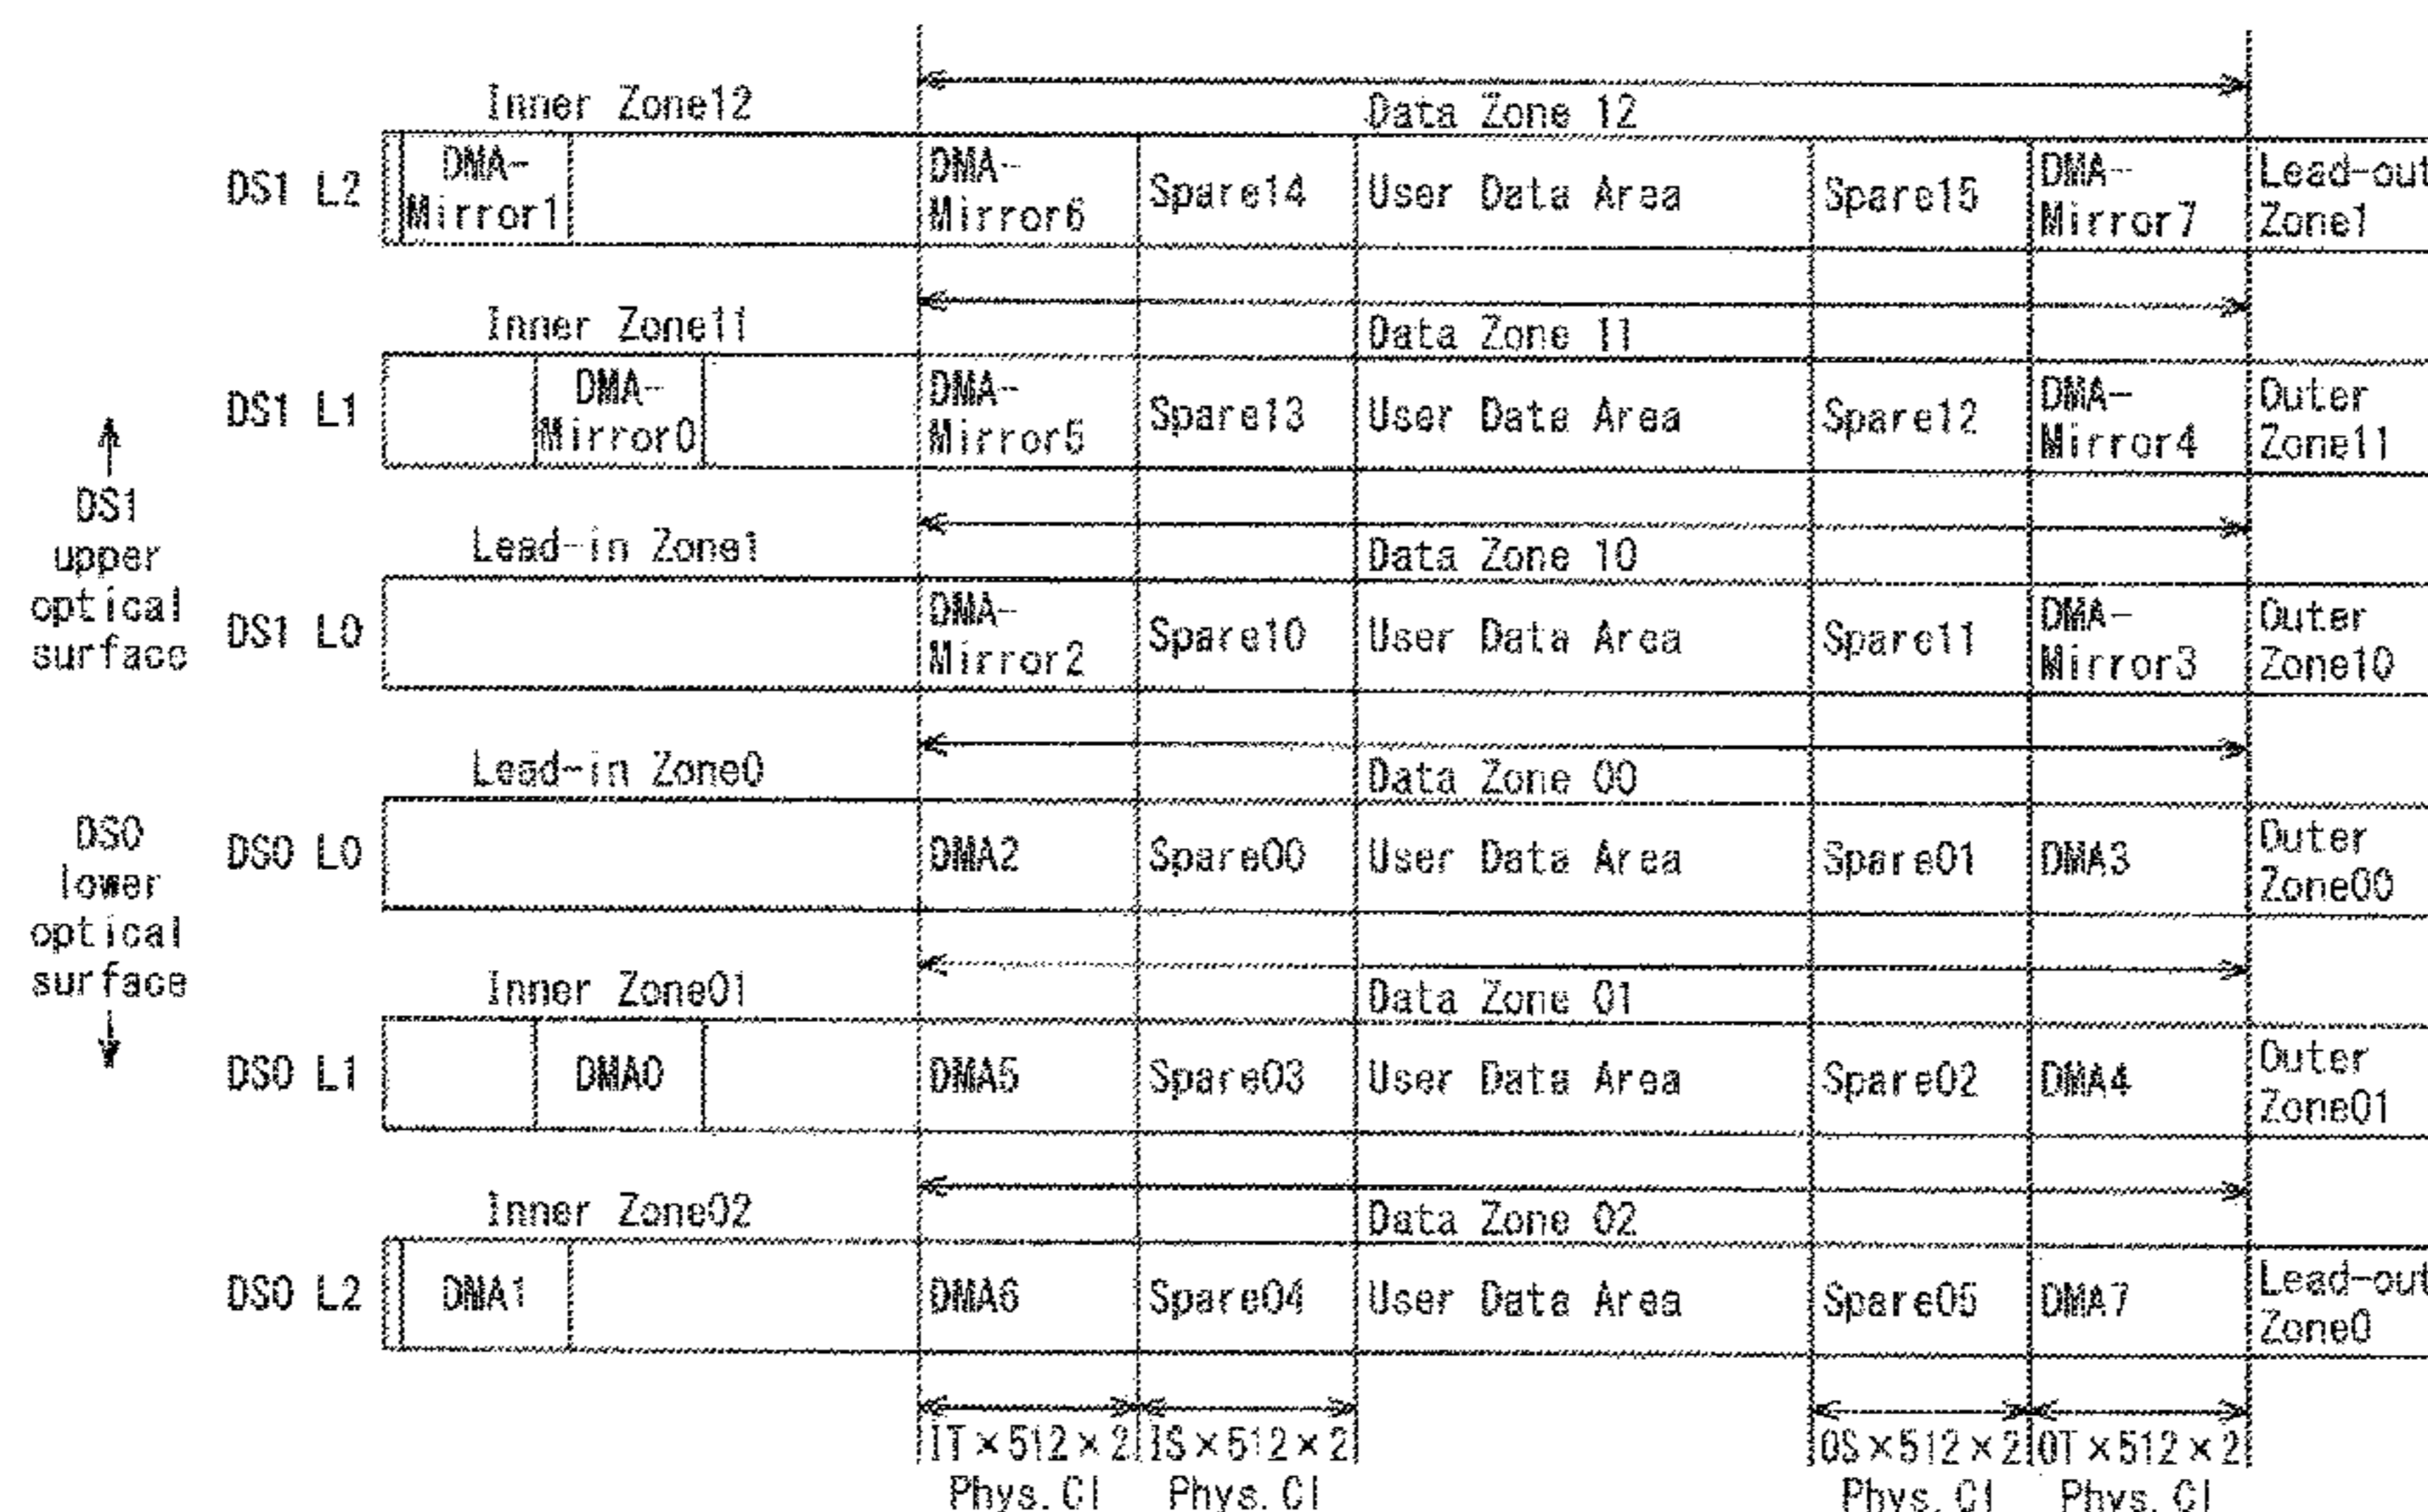 Inner Zone12
Data Zone 12
DS1 L2
DMA-
Mirror1
DMA-
Mirror6
Spare14
User Data Area
Spare15
DMA-
Mirror7
Lead-out
Zone1
Inner Zone11
Data Zone 11
DS1 L1
DMA-
Mirror0
DMA-
Mirror5
Spare13
User Data Area
Spare12
DMA-
Mirror4
Outer
Zone11
DS1
upper
optical
surface
Lead-in Zone1
Data Zone 10
DS1 L0
DMA-
Mirror2
Spare10
User Data Area
Spare11
DMA-
Mirror3
Outer
Zone10
Lead-in Zone0
Data Zone 00
DS0
lower
optical
surface
DS0 L0
DMA2
Spare00
User Data Area
Spare01
DMA3
Outer
Zone00
Inner Zone01
Data Zone 01
DS0 L1
DMA0
DMA5
Spare03
User Data Area
Spare02
DMA4
Outer
Zone01
Inner Zone02
Data Zone 02
DS0 L2
DMA1
DMA6
Spare04
User Data Area
Spare05
DMA7
Lead-out
Zone0
IT×512×2
Phys. Cl
IS×512×2
Phys. Cl
OS×512×2
Phys. Cl
OT×512×2
Phys. Cl